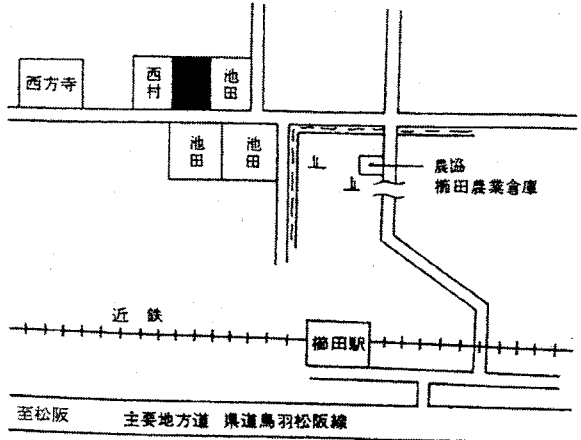 西方寺
西村
池田
池田
池田
農協
櫛田農業倉庫
近鉄
櫛田駅
至松阪
主要地方道 県道鳥羽松阪線